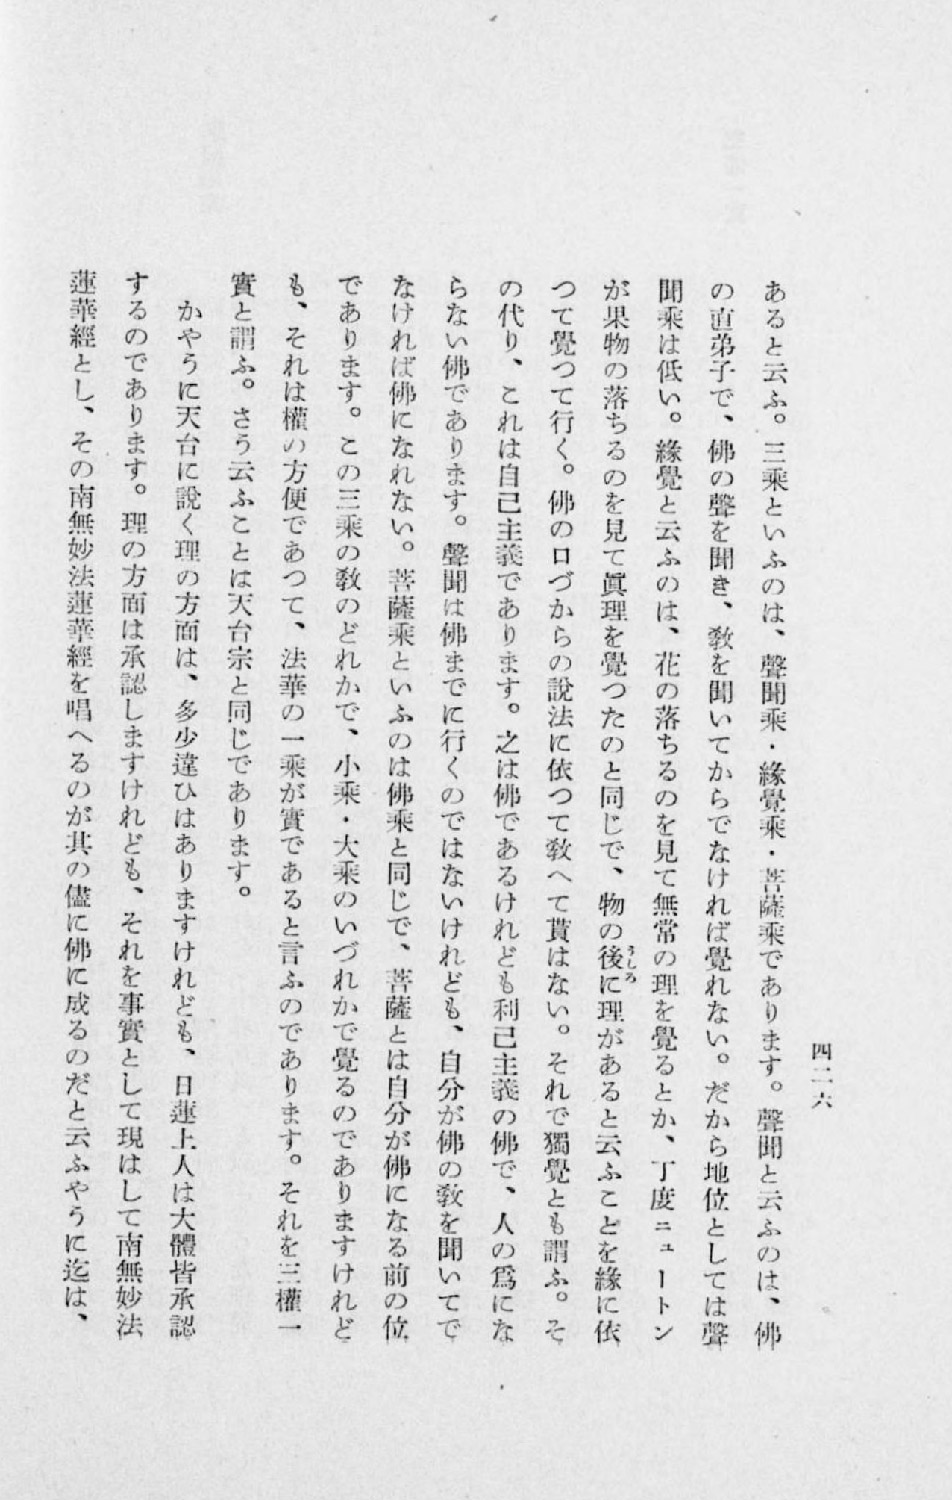 四二六
あると云ふ。三乘といふのは、聲聞乘・緣覺乘・菩薩乘であります。聲聞と云ふのは、佛
の直弟子で、佛の聲を聞き、敎を聞いてからでなければ覺れない。だから地位としては聲
聞乘は低い。緣覺と云ふのは、花の落ちるのを見て無常の理を覺るとか、丁度ニュートン
が果物の落ちるのを見て眞理を覺つたのと同じで、物の後に理があると云ふことを緣に依
つて覺つて行く。佛の口づからの說法に依つて敎へて貰はない。それで獨覺とも謂ふ。そ
の代り、これは自己主義であります。之は佛であるけれども利己主義の佛で、人の爲にな
らない佛であります。聲聞は佛までに行くのではないけれども、自分が佛の敎を聞いてで
なければ佛になれない。菩薩乘といふのは佛乘と同じで、菩薩とは自分が佛になる前の位
であります。この三乘の敎のどれかで、小乘・大乘のいづれかで覺るのでありますけれど
も、それは權の方便であつて、法華の一乘が實であると言ふのであります。それを三權一
實と謂ふ。さう云ふことは天台宗と同じであります。
かやうに天台に說く理の方面は、多少違ひはありますけれども、日蓮上人は大體皆承認
するのであります。理の方面は承認しますけれども、それを事實として現はして南無妙法
蓮華經とし、その南無妙法蓮華經を唱へるのが其の儘に佛に成るのだと云ふやうに迄は、
うしろ